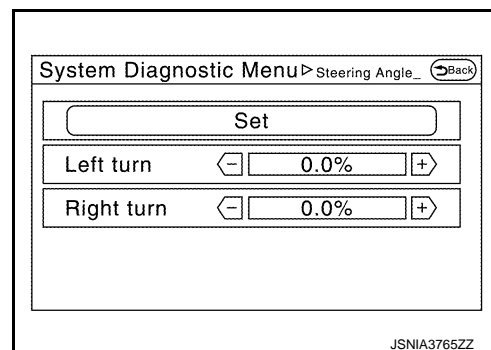 System Diagnostic Menu ▷ Steering Angle_ Back
Set
Left turn − 0.0% +
Right turn − 0.0% +
JSNIA3765ZZ